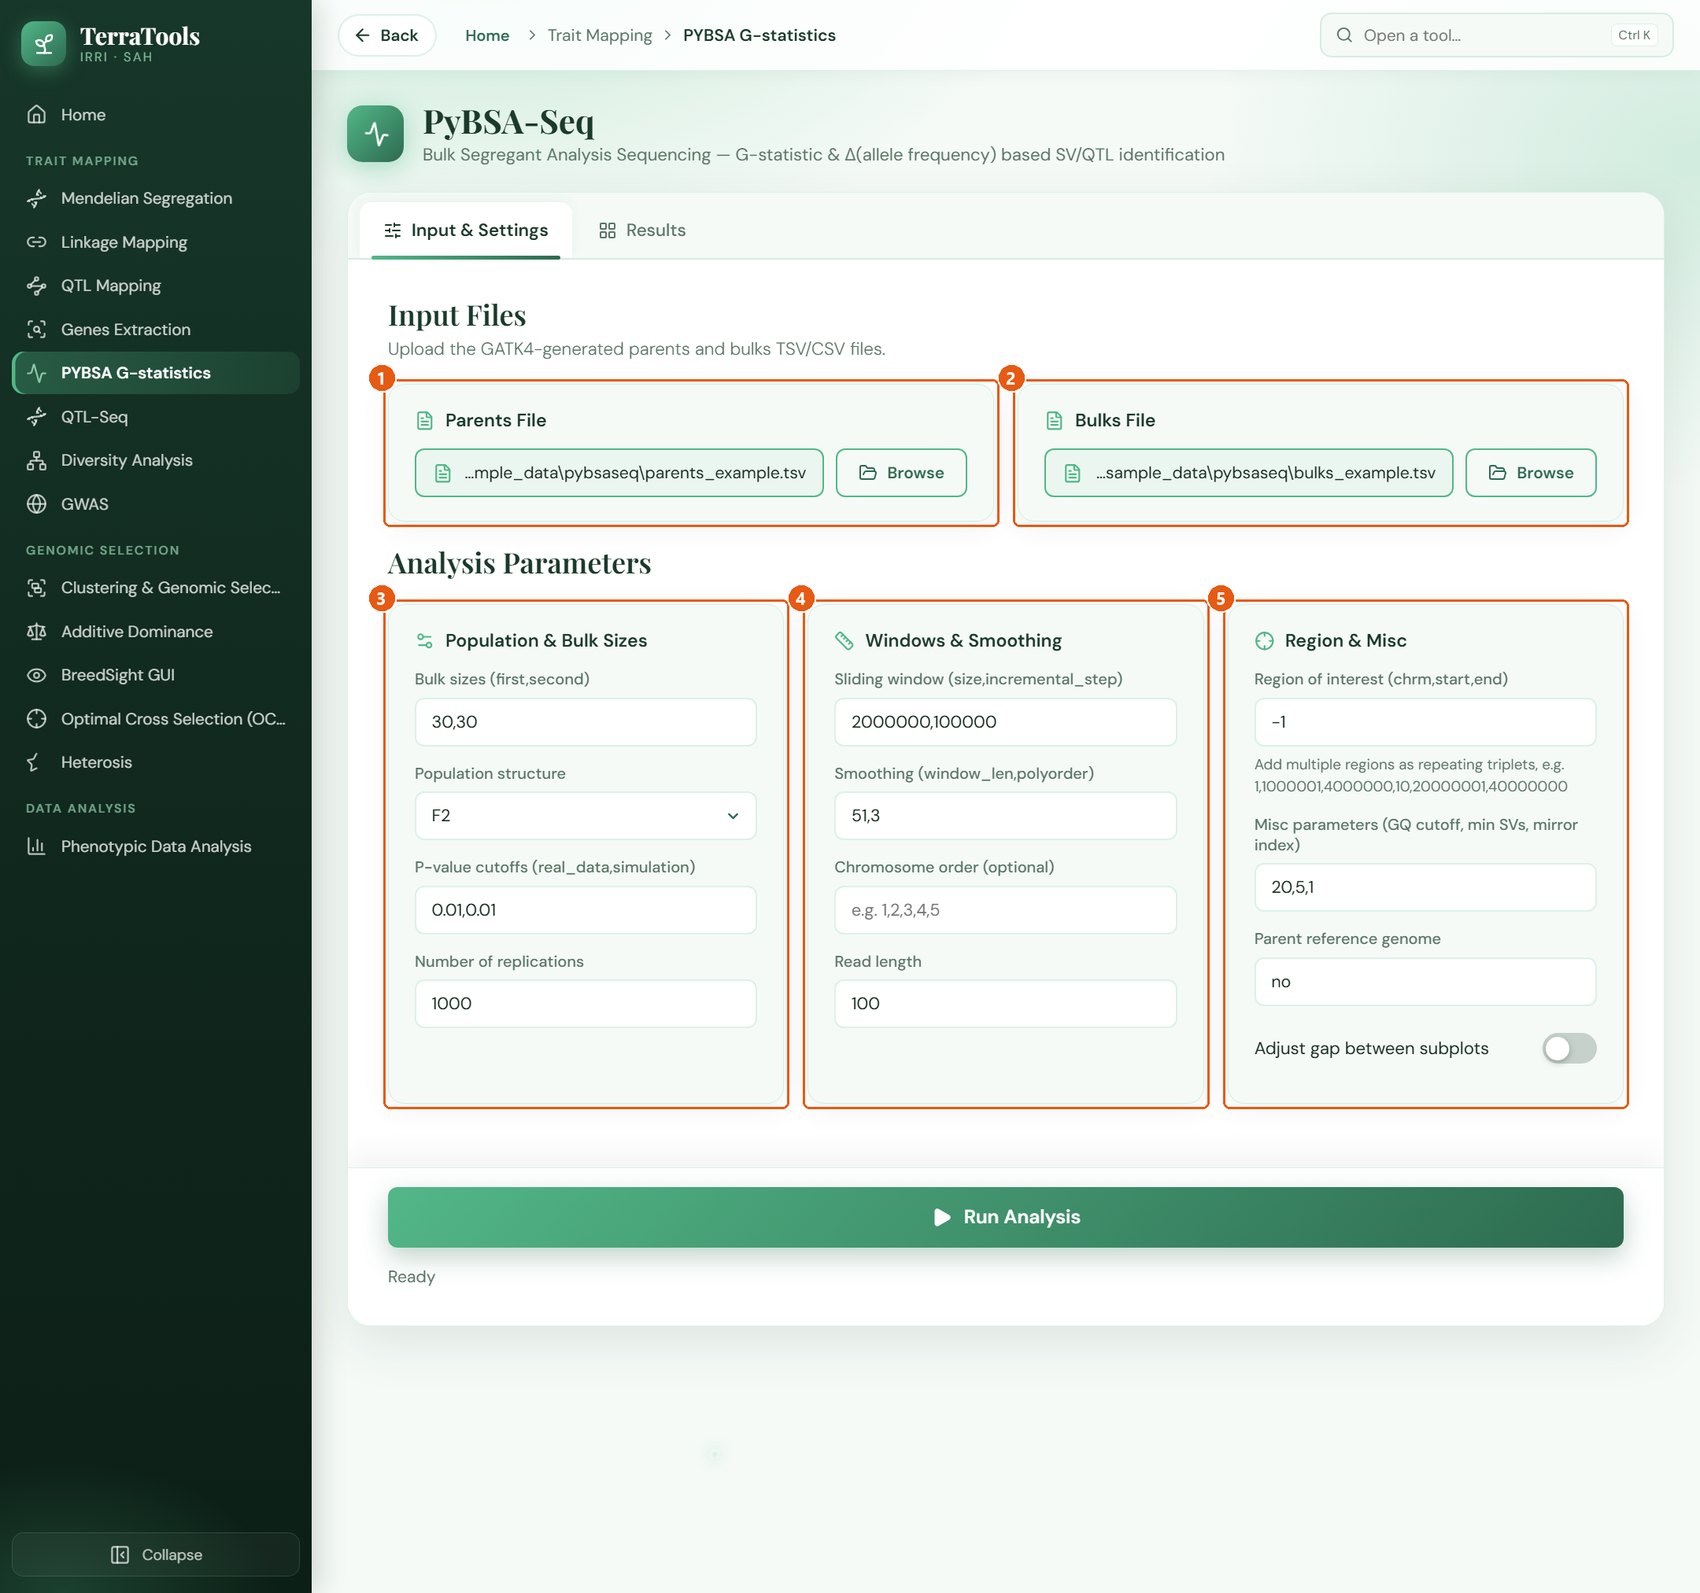 TerraTools
IRRI · SAH
Home
TRAIT MAPPING
Mendelian Segregation
Linkage Mapping
QTL Mapping
Genes Extraction
PYBSA G-statistics
QTL-Seq
Diversity Analysis
GWAS
GENOMIC SELECTION
Clustering & Genomic Selec...
Additive Dominance
BreedSight GUI
Optimal Cross Selection (OC...
Heterosis
DATA ANALYSIS
Phenotypic Data Analysis
Collapse
Back
Home > Trait Mapping > PYBSA G-statistics
Open a tool...
Ctrl K
PyBSA-Seq
Bulk Segregant Analysis Sequencing — G-statistic & Δ(allele frequency) based SV/QTL identification
Input & Settings
Results
Input Files
Upload the GATK4-generated parents and bulks TSV/CSV files.
1
Parents File
...mple_data\pybsaseq\parents_example.tsv
Browse
2
Bulks File
...sample_data\pybsaseq\bulks_example.tsv
Browse
Analysis Parameters
3
Population & Bulk Sizes
Bulk sizes (first,second)
30,30
Population structure
F2
P-value cutoffs (real_data,simulation)
0.01,0.01
Number of replications
1000
4
Windows & Smoothing
Sliding window (size,incremental_step)
2000000,100000
Smoothing (window_len,polyorder)
51,3
Chromosome order (optional)
e.g. 1,2,3,4,5
Read length
100
5
Region & Misc
Region of interest (chrm,start,end)
-1
Add multiple regions as repeating triplets, e.g.
1,1000001,4000000,10,20000001,40000000
Misc parameters (GQ cutoff, min SVs, mirror
index)
20,5,1
Parent reference genome
no
Adjust gap between subplots
Run Analysis
Ready